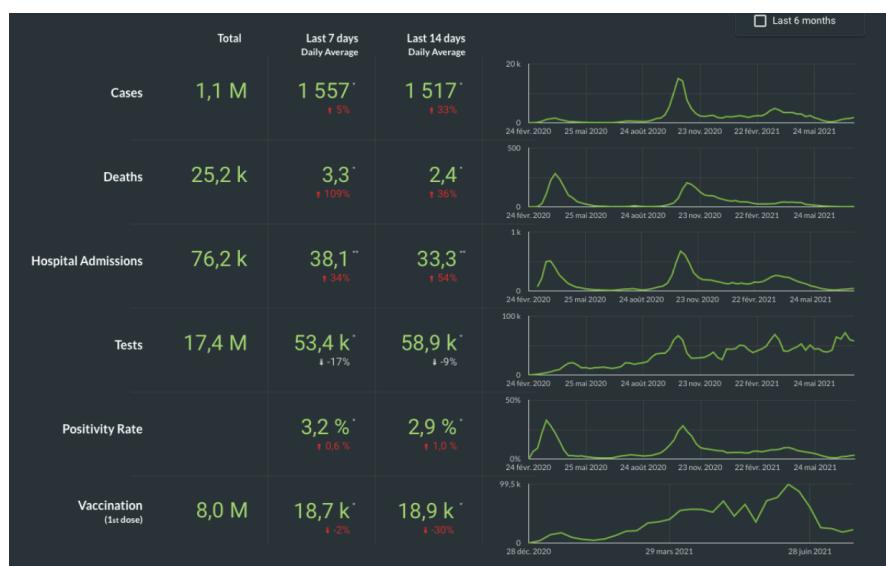 Last 6 months
Total
Last 7 days
Daily Average
Last 14 days
Daily Average
Cases
1,1 M
1 557*
⬆ 5%
1 517*
⬆ 33%
20 k
0
24 févr. 2020 25 mai 2020 24 août 2020 23 nov. 2020 22 févr. 2021 24 mai 2021
Deaths
25,2 k
3,3*
⬆ 109%
2,4*
⬆ 36%
500
0
24 févr. 2020 25 mai 2020 24 août 2020 23 nov. 2020 22 févr. 2021 24 mai 2021
Hospital Admissions
76,2 k
38,1**
⬆ 34%
33,3**
⬆ 54%
1 k
0
24 févr. 2020 25 mai 2020 24 août 2020 23 nov. 2020 22 févr. 2021 24 mai 2021
Tests
17,4 M
53,4 k*
⬇ -17%
58,9 k*
⬇ -9%
100 k
0
24 févr. 2020 25 mai 2020 24 août 2020 23 nov. 2020 22 févr. 2021 24 mai 2021
Positivity Rate
3,2 %*
⬆ 0,6 %
2,9 %*
⬆ 1,0 %
50%
0%
24 févr. 2020 25 mai 2020 24 août 2020 23 nov. 2020 22 févr. 2021 24 mai 2021
Vaccination
(1st dose)
8,0 M
18,7 k*
⬇ -2%
18,9 k*
⬇ -30%
99,5 k
0
28 déc. 2020 29 mars 2021 28 juin 2021